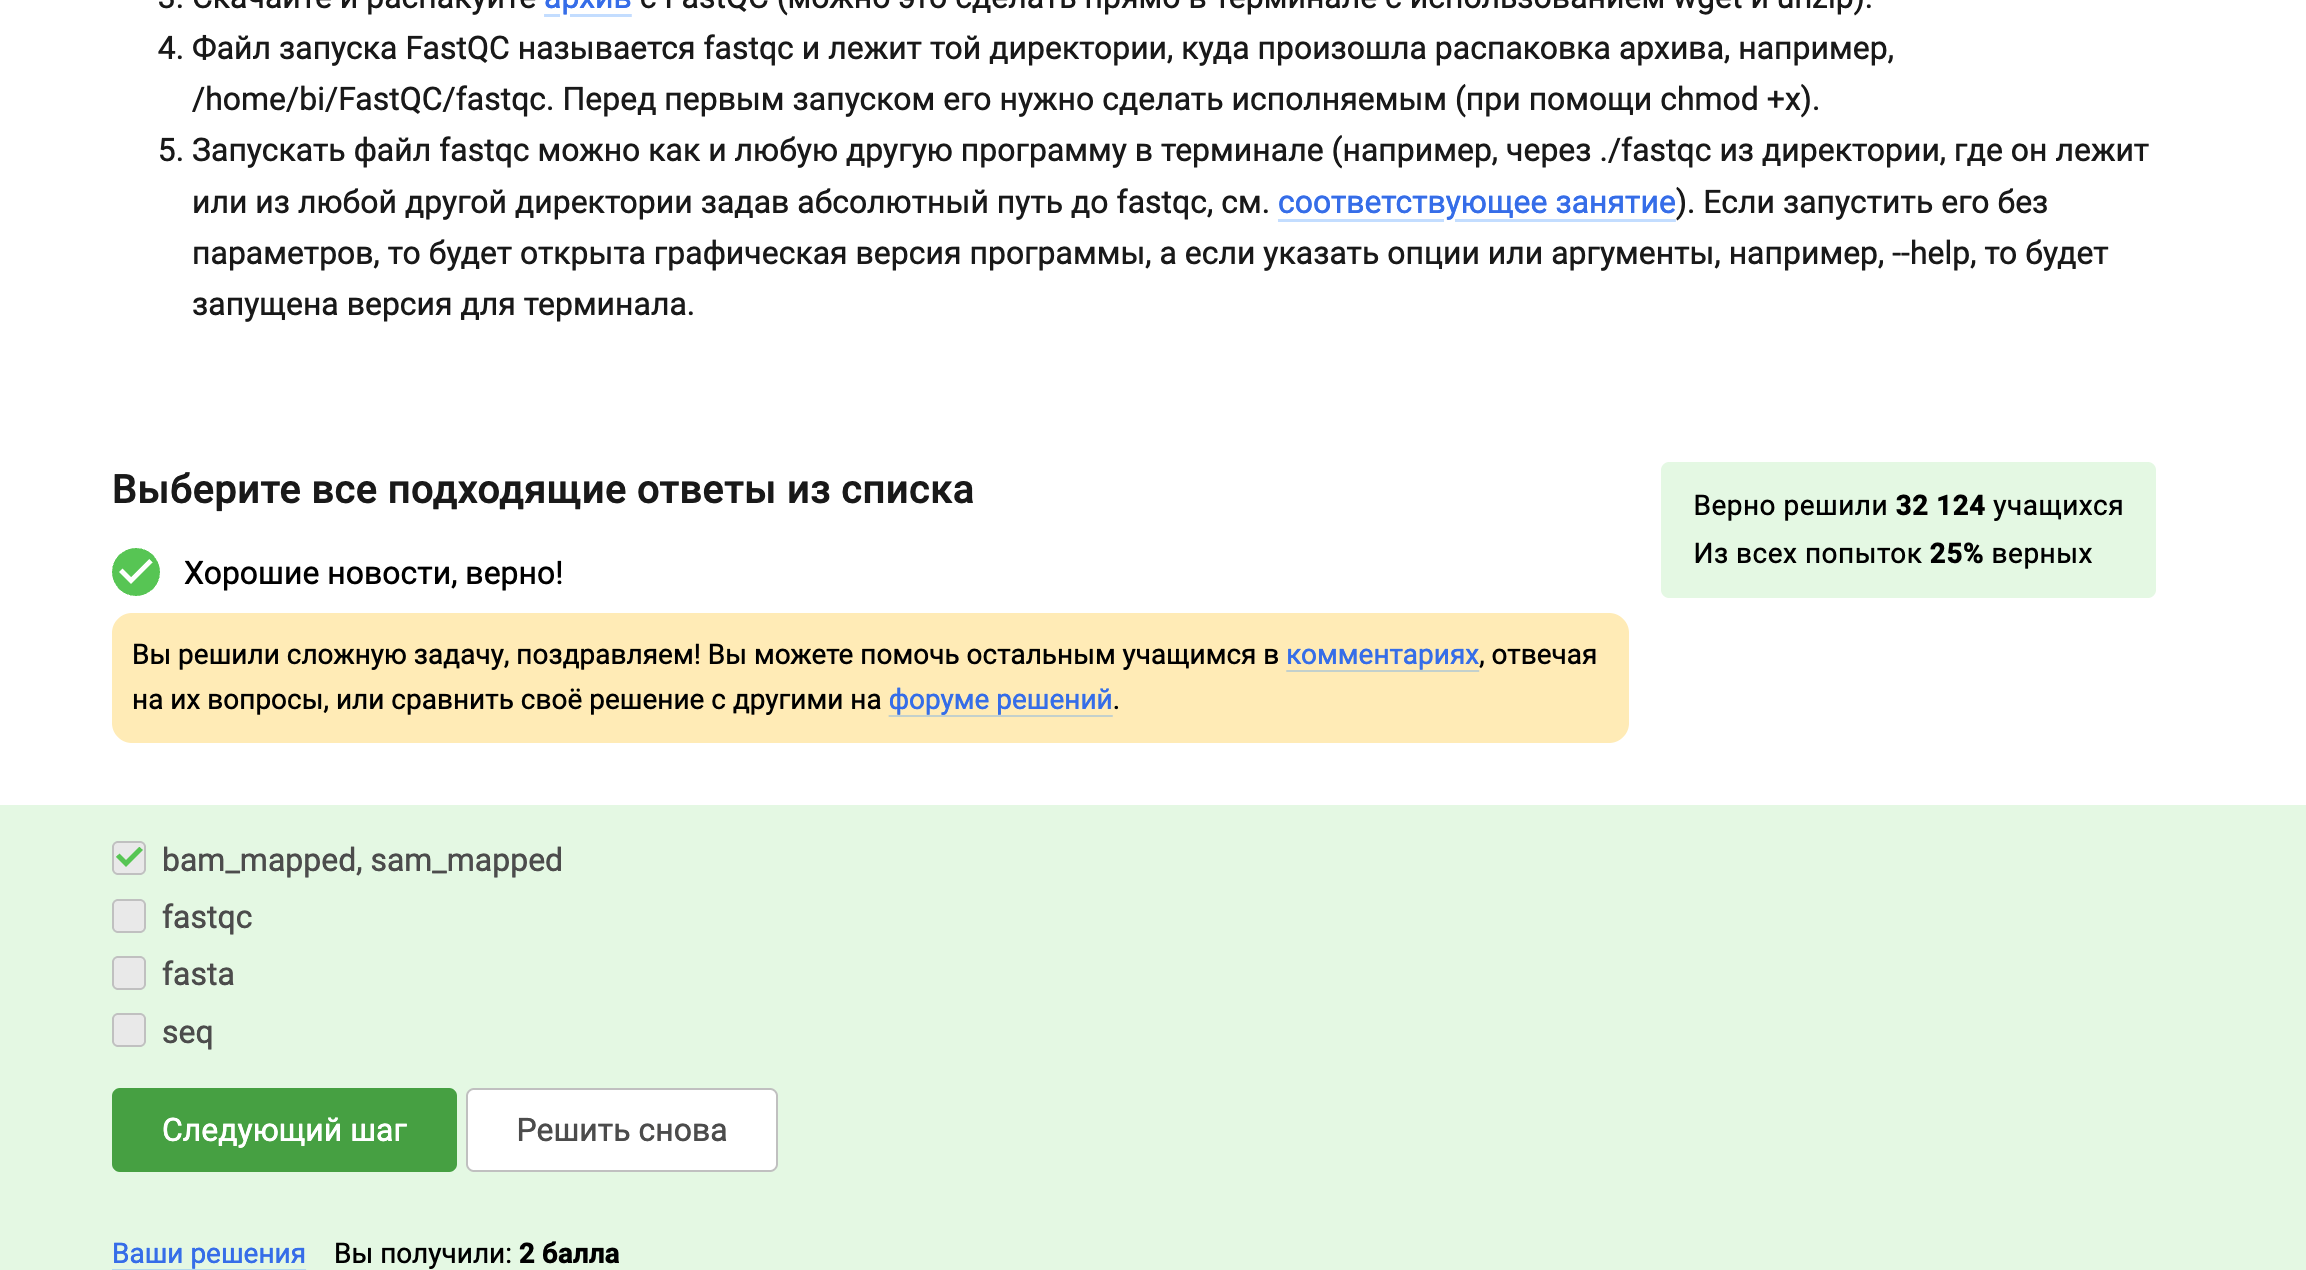 3. Скачайте и распакуйте архив с FastQC (можно это сделать прямо в терминале с использованием wget и unzip).
4. Файл запуска FastQC называется fastqc и лежит той директории, куда произошла распаковка архива, например,
/home/bi/FastQC/fastqc. Перед первым запуском его нужно сделать исполняемым (при помощи chmod +x).
5. Запускать файл fastqc можно как и любую другую программу в терминале (например, через ./fastqc из директории, где он лежит
или из любой другой директории задав абсолютный путь до fastqc, см. соответствующее занятие). Если запустить его без
параметров, то будет открыта графическая версия программы, а если указать опции или аргументы, например, --help, то будет
запущена версия для терминала.
Выберите все подходящие ответы из списка
Верно решили 32 124 учащихся
Из всех попыток 25% верных
Хорошие новости, верно!
Вы решили сложную задачу, поздравляем! Вы можете помочь остальным учащимся в комментариях, отвечая
на их вопросы, или сравнить своё решение с другими на форуме решений.
bam_mapped, sam_mapped
fastqc
fasta
seq
Следующий шаг
Решить снова
Ваши решения Вы получили: 2 балла